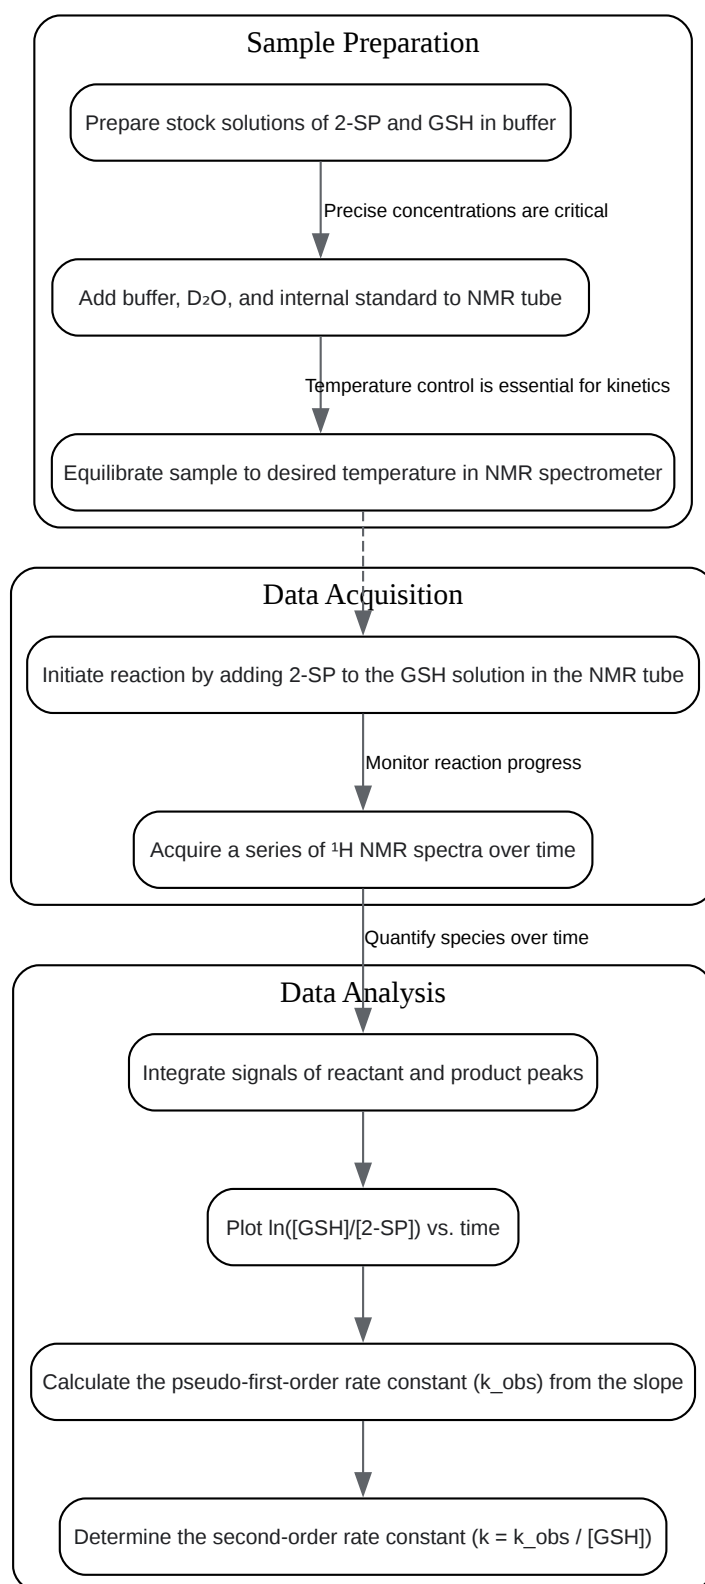 Sample Preparation
Prepare stock solutions of 2-SP and GSH in buffer
Precise concentrations are critical
Add buffer, D₂O, and internal standard to NMR tube
Temperature control is essential for kinetics
Equilibrate sample to desired temperature in NMR spectrometer
Data Acquisition
Initiate reaction by adding 2-SP to the GSH solution in the NMR tube
Monitor reaction progress
Acquire a series of ¹H NMR spectra over time
Quantify species over time
Data Analysis
Integrate signals of reactant and product peaks
Plot ln([GSH]/[2-SP]) vs. time
Calculate the pseudo-first-order rate constant (k_obs) from the slope
Determine the second-order rate constant (k = k_obs / [GSH])